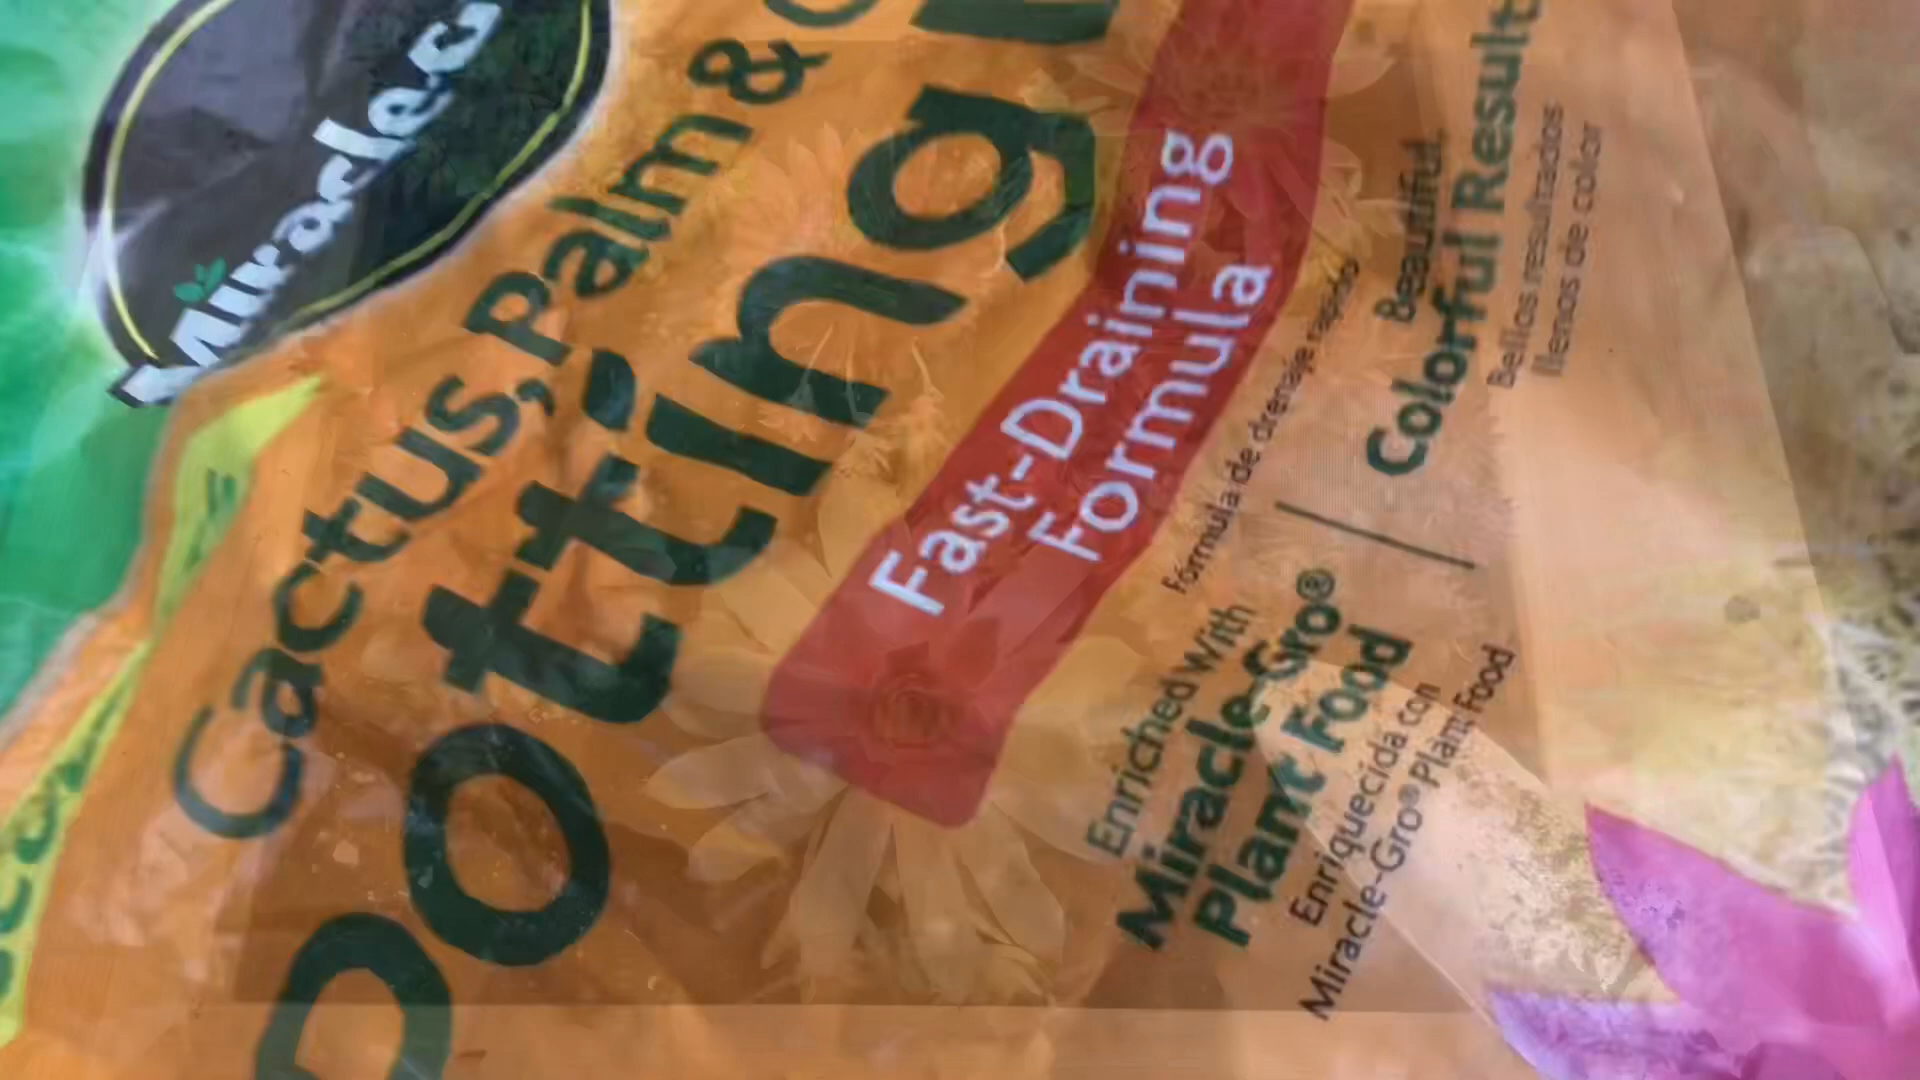 Miracle-G
Cactus, Palm & C
Potting
Fast-Draining
Formula
Fórmula de drenaje rápido
Enriched With
Miracle-Gro®
Plant Food
Enriquecida con
Miracle-Gro® Plant Food
Beautiful,
Colorful Results
Bellos resultados
llenos de color